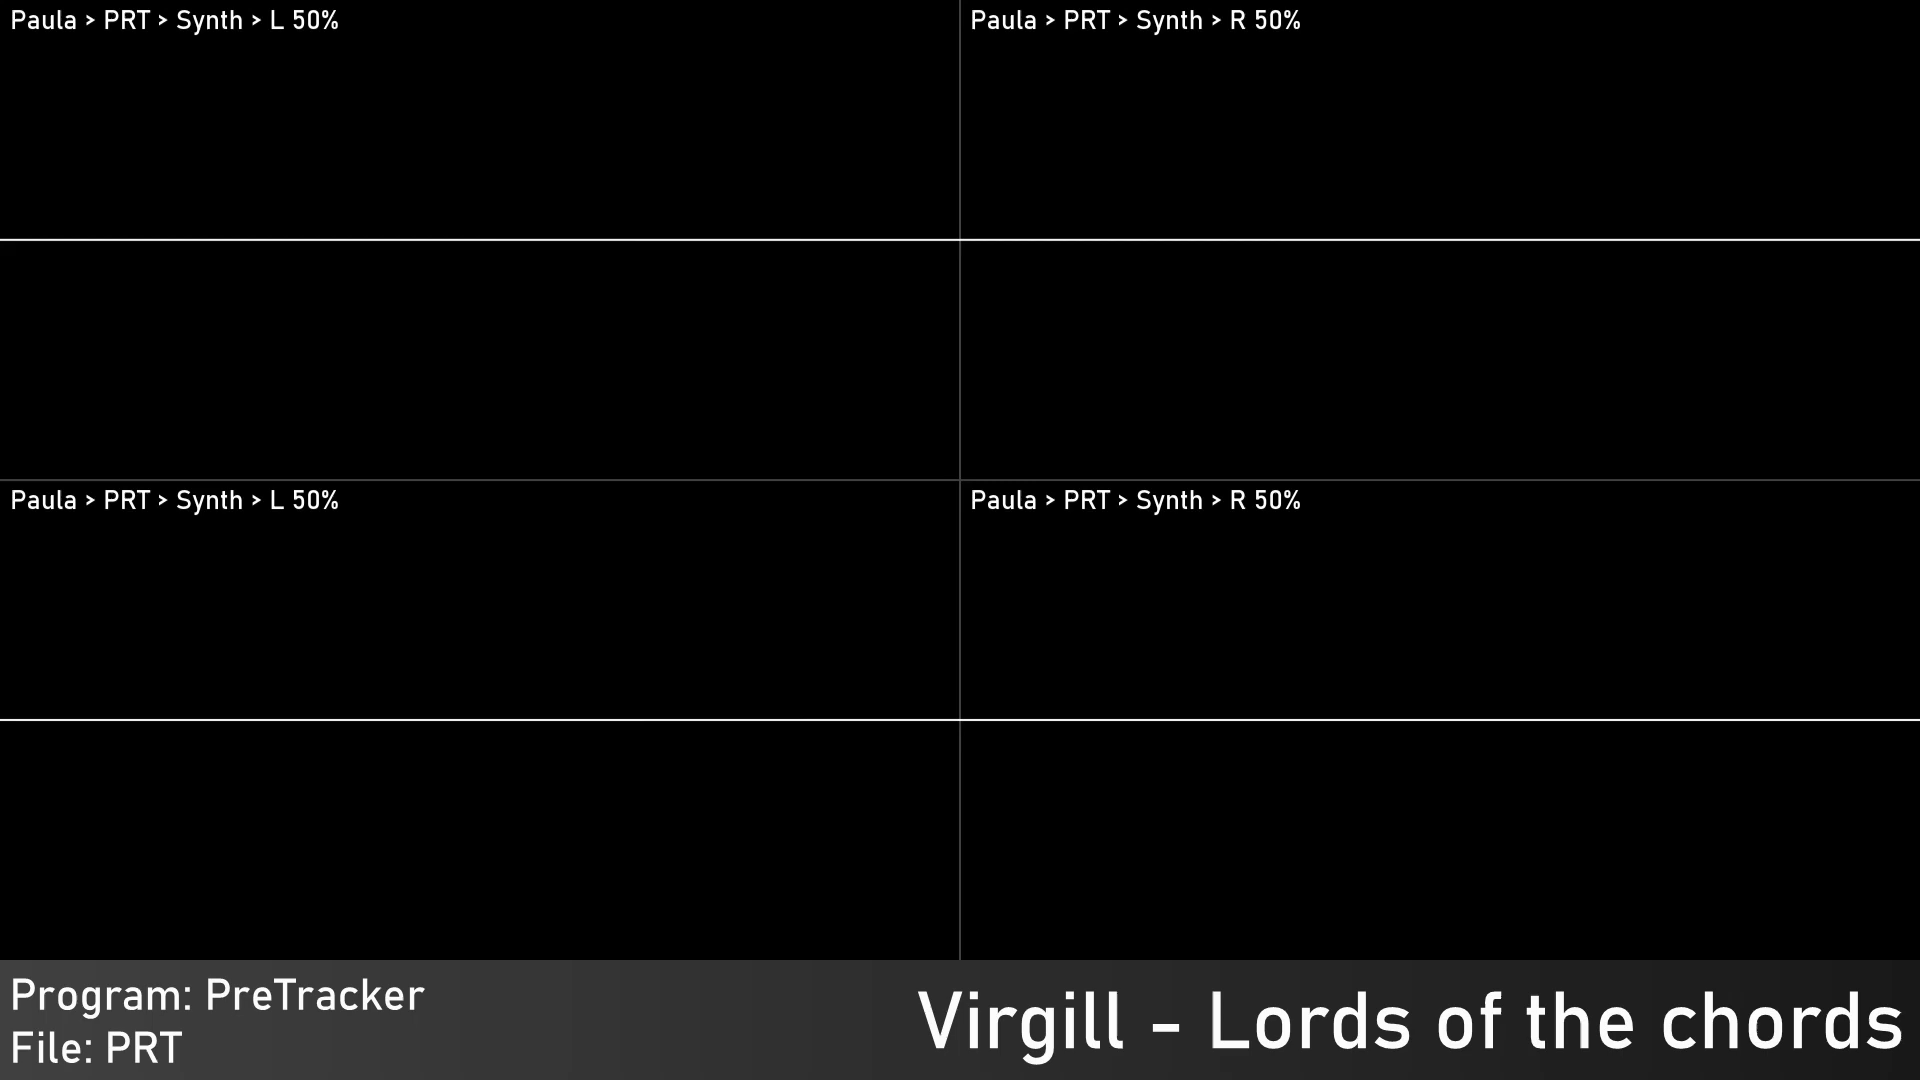 Paula > PRT > Synth > L 50%
Paula > PRT > Synth > R 50%
Paula > PRT > Synth > L 50%
Paula > PRT > Synth > R 50%
Program: PreTracker
File: PRT
Virgill - Lords of the chords